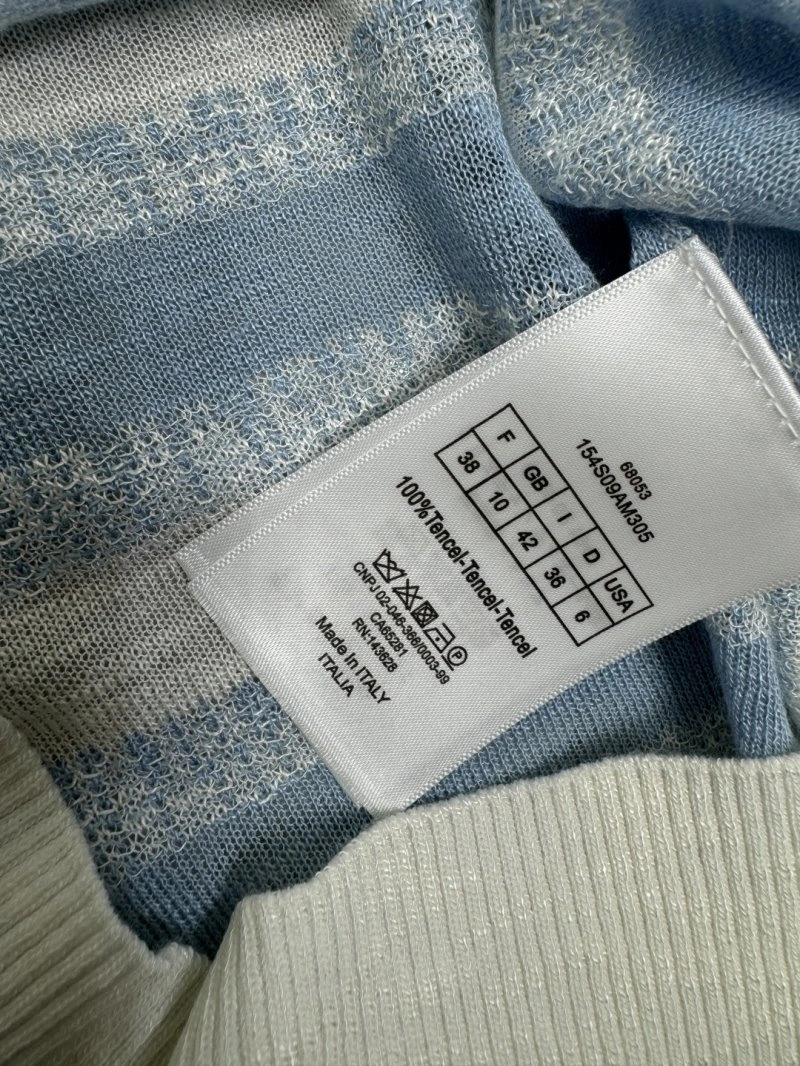 68053
154S09AM305
F GB I D USA
38 10 42 36 6
100%Tencel-Tencel-Tencel
P
CNPJ 02-046-366/0003-99
CA65281
RN:143628
Made In ITALY
ITALIA